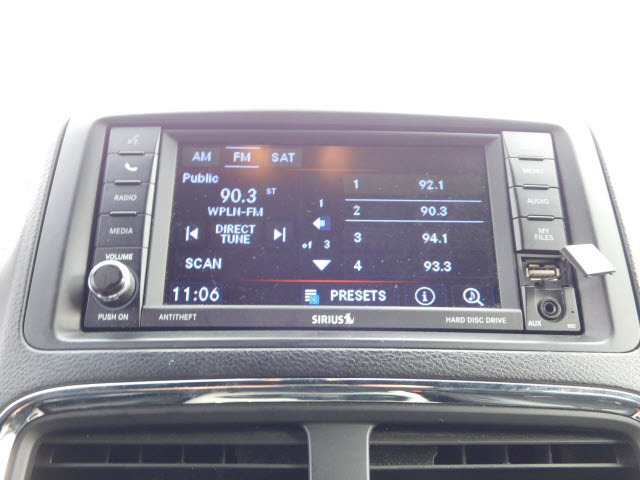 AM FM SAT
Public
90.3 ST
WPLN-FM
DIRECT
TUNE
SCAN
1
of 3
1 92.1
2 90.3
3 94.1
4 93.3
11:06 PRESETS
RADIO
MEDIA
VOLUME
PUSH ON
MENU
AUDIO
MY
FILES
AUX
ANTITHEFT SIRIUS HARD DISC DRIVE